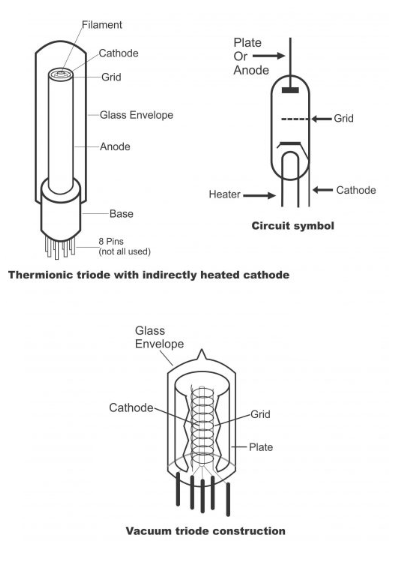 Filament
Cathode
Grid
Glass Envelope
Anode
Base
8 Pins
(not all used)
Thermionic triode with indirectly heated cathode
Plate
Or
Anode
Grid
Heater
Cathode
Circuit symbol
Glass
Envelope
Cathode
Grid
Plate
Vacuum triode construction